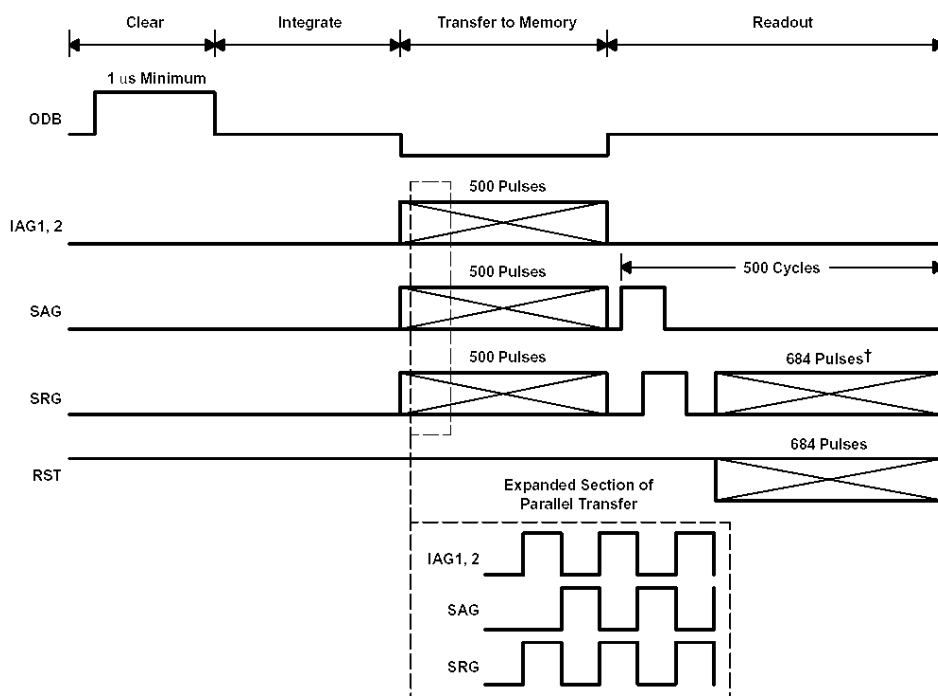 Clear Integrate Transfer to Memory Readout
1 us Minimum
ODB
500 Pulses
IAG1, 2
500 Cycles
500 Pulses
SAG
500 Pulses 684 Pulses†
SRG
684 Pulses
RST
Expanded Section of
Parallel Transfer
IAG1, 2
SAG
SRG